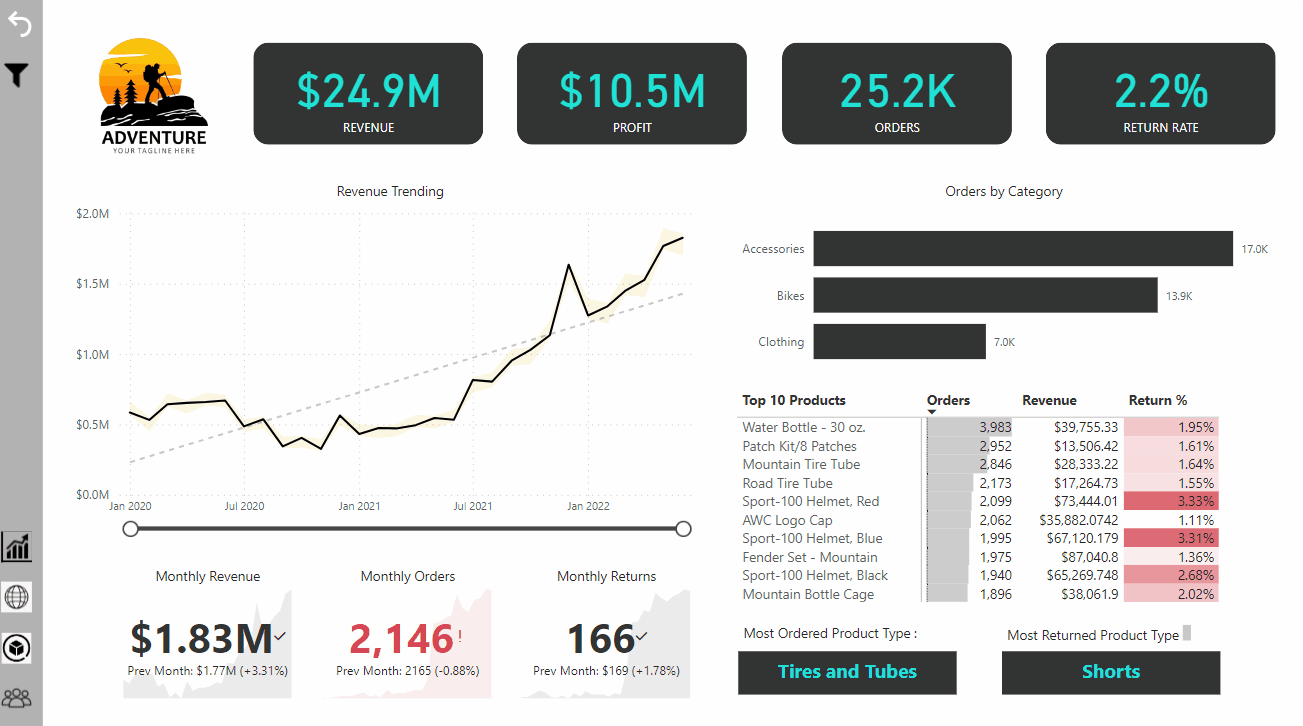 ADVENTURE
YOUR TAGLINE HERE
$24.9M
REVENUE
$10.5M
PROFIT
25.2K
ORDERS
2.2%
RETURN RATE
Revenue Trending
$2.0M
$1.5M
$1.0M
$0.5M
$0.0M
Jan 2020 Jul 2020 Jan 2021 Jul 2021 Jan 2022
Orders by Category
Accessories 17.0K
Bikes 13.9K
Clothing 7.0K
Top 10 Products Orders Revenue Return %
Water Bottle - 30 oz. 3,983 $39,755.33 1.95%
Patch Kit/8 Patches 2,952 $13,506.42 1.61%
Mountain Tire Tube 2,846 $28,333.22 1.64%
Road Tire Tube 2,173 $17,264.73 1.55%
Sport-100 Helmet, Red 2,099 $73,444.01 3.33%
AWC Logo Cap 2,062 $35,882.0742 1.11%
Sport-100 Helmet, Blue 1,995 $67,120.179 3.31%
Fender Set - Mountain 1,975 $87,040.8 1.36%
Sport-100 Helmet, Black 1,940 $65,269.748 2.68%
Mountain Bottle Cage 1,896 $38,061.9 2.02%
Monthly Revenue
$1.83M
Prev Month: $1.77M (+3.31%)
Monthly Orders
2,146!
Prev Month: 2165 (-0.88%)
Monthly Returns
166
Prev Month: $169 (+1.78%)
Most Ordered Product Type :
Tires and Tubes
Most Returned Product Type
Shorts